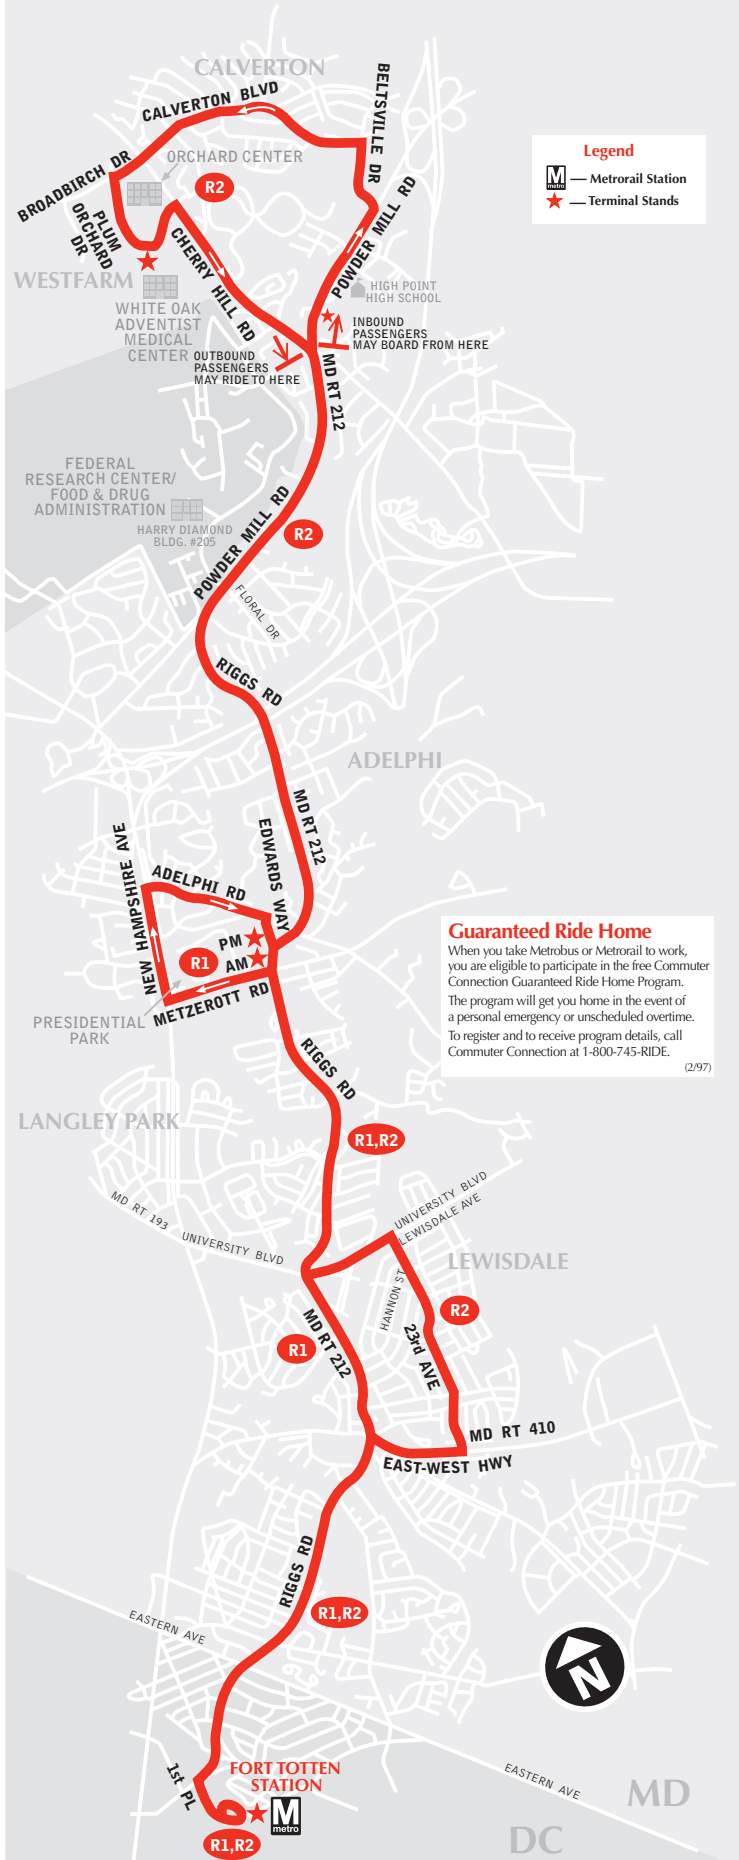 CALVERTON
CALVERTON BLVD
BELTSVILLE DR
Legend
M
metro
Metrorail Station
Terminal Stands
BROADBIRCH DR
ORCHARD CENTER
R2
PLUM
ORCHARD
DR
CHERRY HILL RD
POWDER MILL RD
WESTFARM
WHITE OAK
ADVENTIST
MEDICAL
CENTER
HIGH POINT
HIGH SCHOOL
INBOUND
PASSENGERS
MAY BOARD FROM HERE
OUTBOUND
PASSENGERS
MAY RIDE TO HERE
MD RT 212
FEDERAL
RESEARCH CENTER/
FOOD & DRUG
ADMINISTRATION
HARRY DIAMOND
BLDG. #205
POWDER MILL RD
R2
FLORAL DR
RIGGS RD
ADELPHI
MD RT 212
EDWARDS WAY
NEW HAMPSHIRE AVE
ADELPHI RD
PM
R1
AM
METZEROTT RD
PRESIDENTIAL
PARK
Guaranteed Ride Home
When you take Metrobus or Metrorail to work,
you are eligible to participate in the free Commuter
Connection Guaranteed Ride Home Program.
The program will get you home in the event of
a personal emergency or unscheduled overtime.
To register and to receive program details, call
Commuter Connection at 1-800-745-RIDE.
(2/97)
RIGGS RD
LANGLEY PARK
R1,R2
MD RT 193
UNIVERSITY BLVD
UNIVERSITY BLVD
LEWISDALE AVE
LEWISDALE
HANNON ST
R2
MD RT 212
R1
23rd AVE
MD RT 410
EAST-WEST HWY
RIGGS RD
R1,R2
EASTERN AVE
N
1st PL
FORT TOTTEN
STATION
M
metro
R1,R2
EASTERN AVE
MD
DC